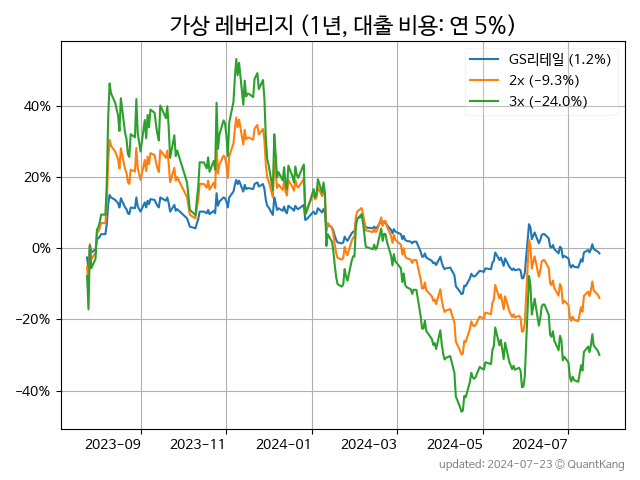 가상 레버리지 (1년, 대출 비용: 연 5%)
GS리테일 (1.2%)
2x (−9.3%)
3x (−24.0%)
40%
20%
0%
−20%
−40%
2023-09 2023-11 2024-01 2024-03 2024-05 2024-07
updated: 2024-07-23 © QuantKang